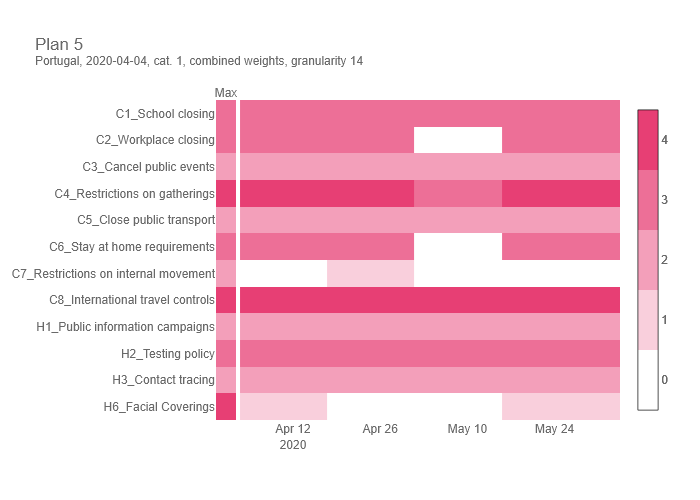 Plan 5
Portugal, 2020-04-04, cat. 1, combined weights, granularity 14
Max
C1_School closing
C2_Workplace closing
C3_Cancel public events
C4_Restrictions on gatherings
C5_Close public transport
C6_Stay at home requirements
C7_Restrictions on internal movement
C8_International travel controls
H1_Public information campaigns
H2_Testing policy
H3_Contact tracing
H6_Facial Coverings
Apr 12
2020
Apr 26
May 10
May 24
4
3
2
1
0